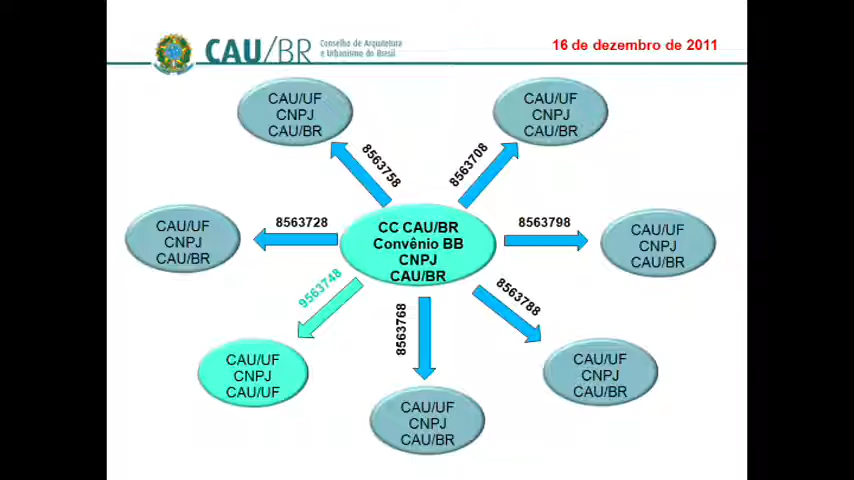 CAU/BR
Conselho de Arquitetura
e Urbanismo do Brasil
16 de dezembro de 2011
CAU/UF
CNPJ
CAU/BR
8563758
8563708
CAU/UF
CNPJ
CAU/BR
CAU/UF
CNPJ
CAU/BR
8563728
CC CAU/BR
Convênio BB
CNPJ
CAU/BR
8563798
CAU/UF
CNPJ
CAU/BR
9563748
8563768
8563788
CAU/UF
CNPJ
CAU/UF
CAU/UF
CNPJ
CAU/BR
CAU/UF
CNPJ
CAU/BR